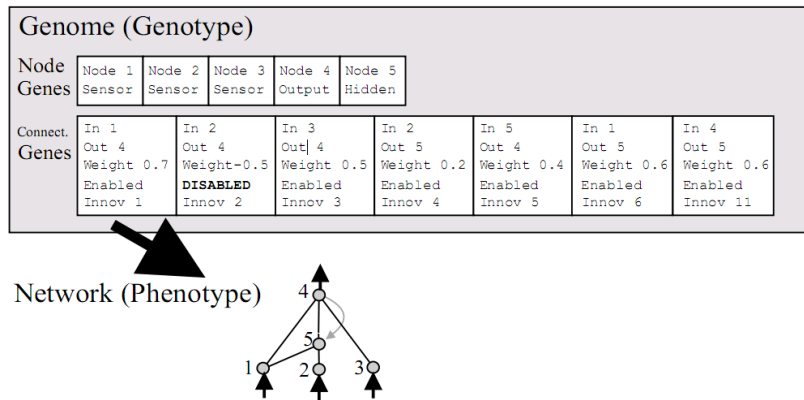 Genome (Genotype)
Node Genes
Node 1 Node 2 Node 3 Node 4 Node 5
Sensor Sensor Sensor Output Hidden
Connect. Genes
In 1 In 2 In 3 In 2 In 5 In 1 In 4
Out 4 Out 4 Out 4 Out 5 Out 4 Out 5 Out 5
Weight 0.7 Weight-0.5 Weight 0.5 Weight 0.2 Weight 0.4 Weight 0.6 Weight 0.6
Enabled DISABLED Enabled Enabled Enabled Enabled Enabled
Innov 1 Innov 2 Innov 3 Innov 4 Innov 5 Innov 6 Innov 11
Network (Phenotype)
4
5
1 2 3